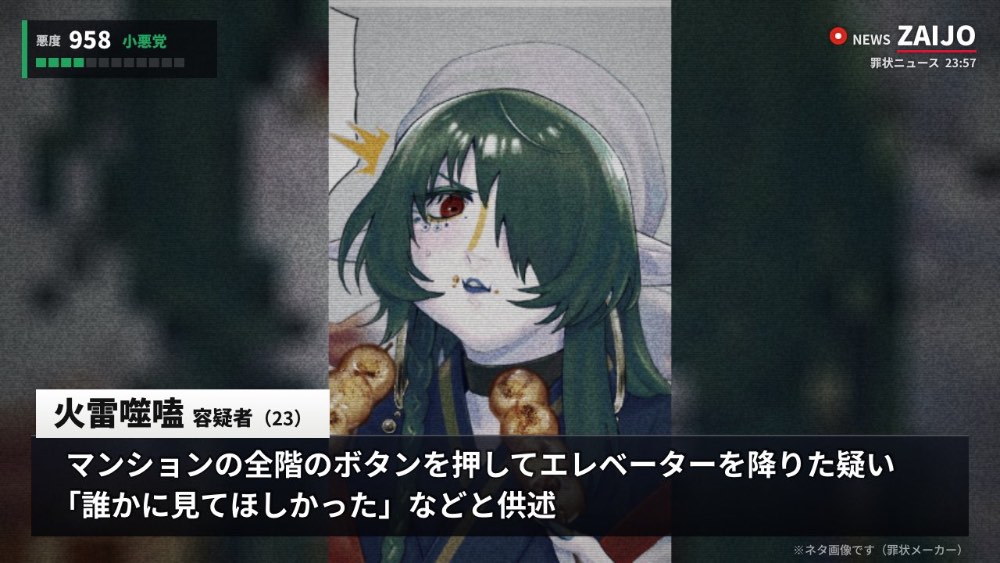 悪度 958 小悪党
NEWS ZAIJO
罪状ニュース 23:57
火雷噬嗑 容疑者（23）
マンションの全階のボタンを押してエレベーターを降りた疑い
「誰かに見てほしかった」などと供述
※ネタ画像です（罪状メーカー）